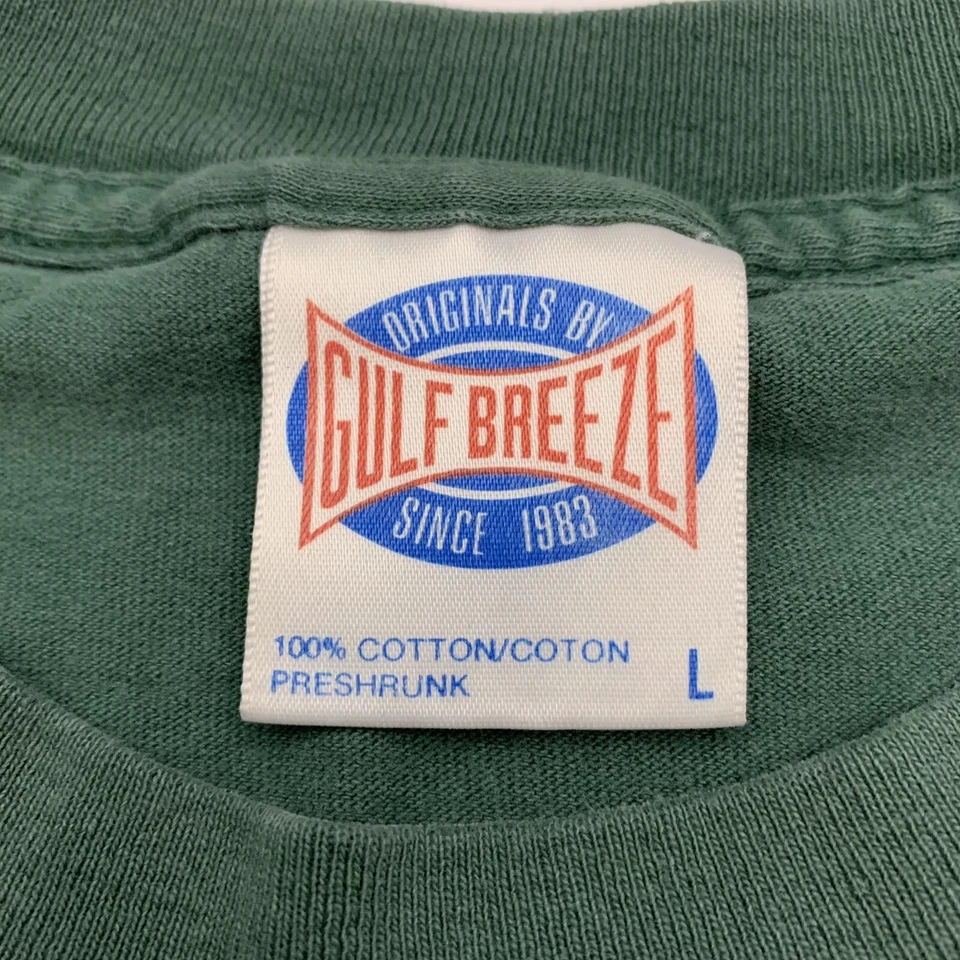 ORIGINALS BY
GULF BREEZE
SINCE 1983
100% COTTON/COTON
PRESHRUNK
L